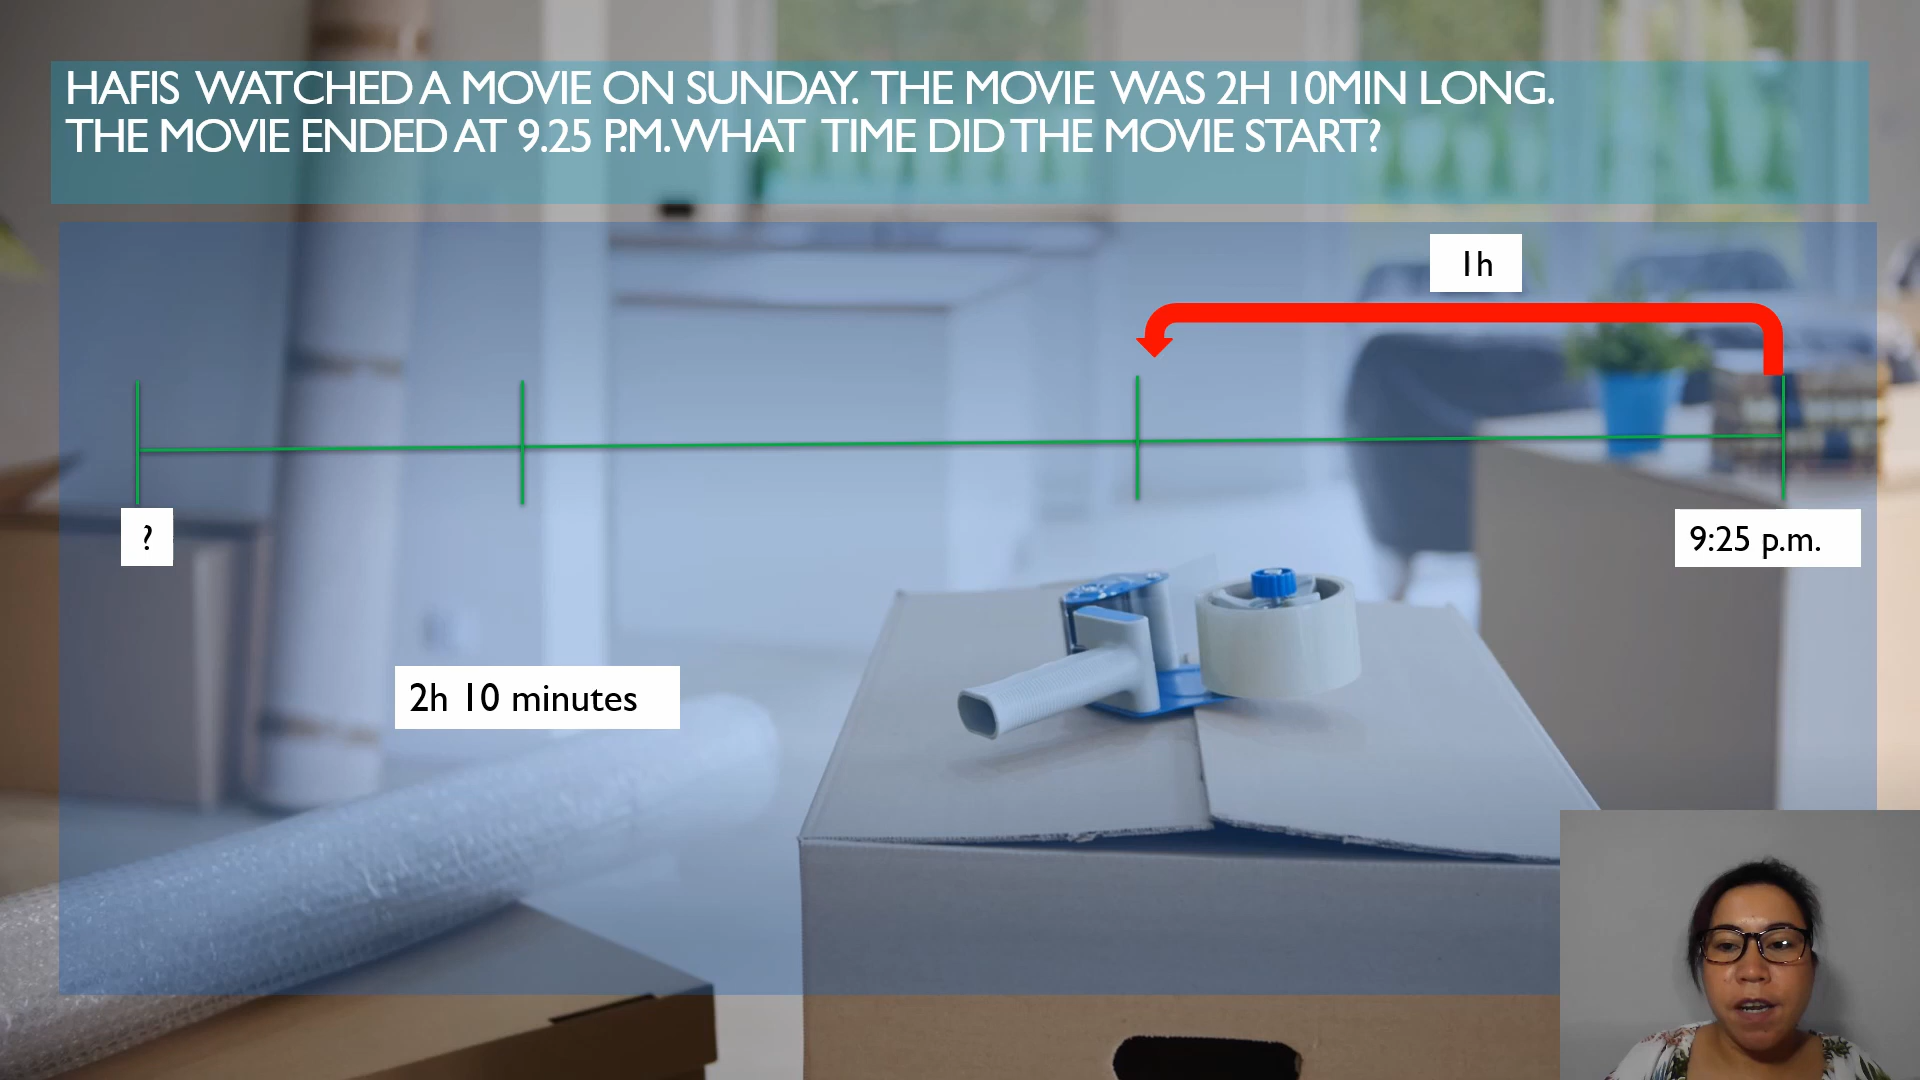 HAFIS WATCHED A MOVIE ON SUNDAY. THE MOVIE WAS 2H 10MIN LONG.
THE MOVIE ENDED AT 9.25 P.M. WHAT TIME DID THE MOVIE START?
1h
?
9:25 p.m.
2h 10 minutes